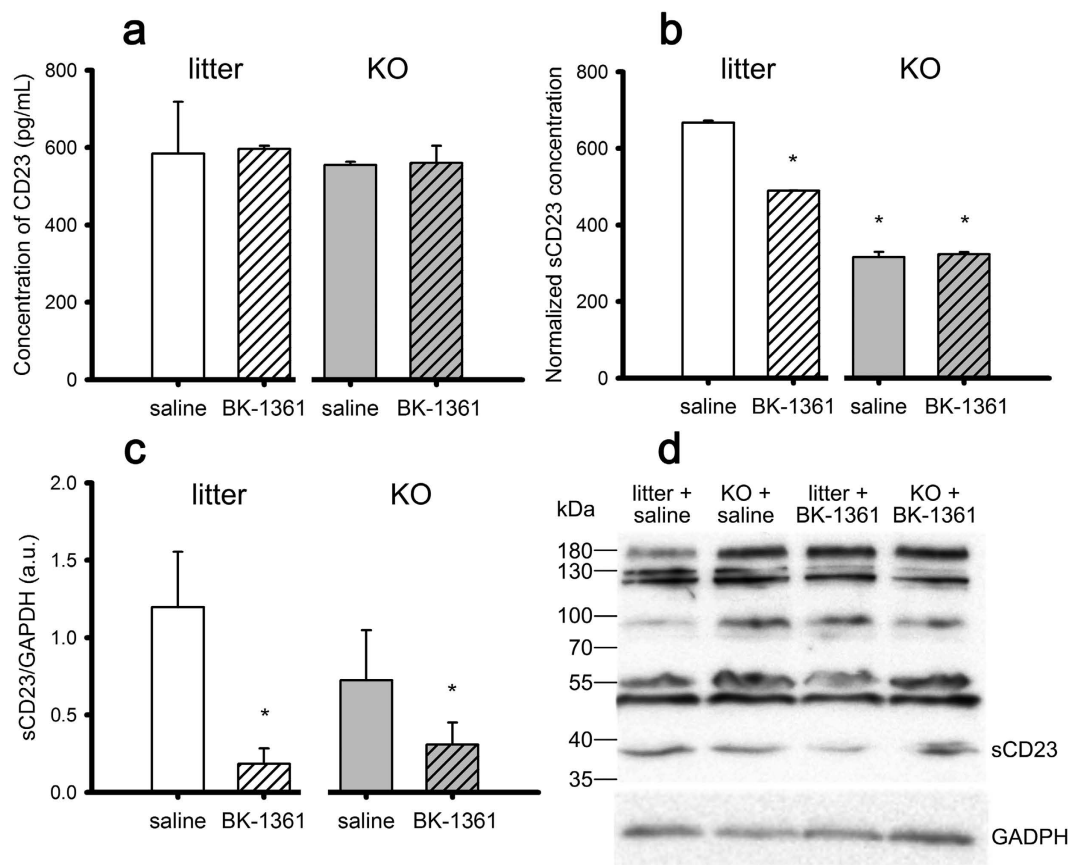 a
litter KO
Concentration of CD23 (pg/mL)
800
600
400
200
0
saline BK-1361 saline BK-1361
b
litter KO
Normalized sCD23 concentration
800
600
400
200
0
* * *
saline BK-1361 saline BK-1361
c
litter KO
sCD23/GAPDH (a.u.)
2.0
1.5
1.0
0.5
0.0
* *
saline BK-1361 saline BK-1361
d
litter + KO + litter + KO +
kDa saline saline BK-1361 BK-1361
180
130
100
70
55
40
sCD23
35
GADPH